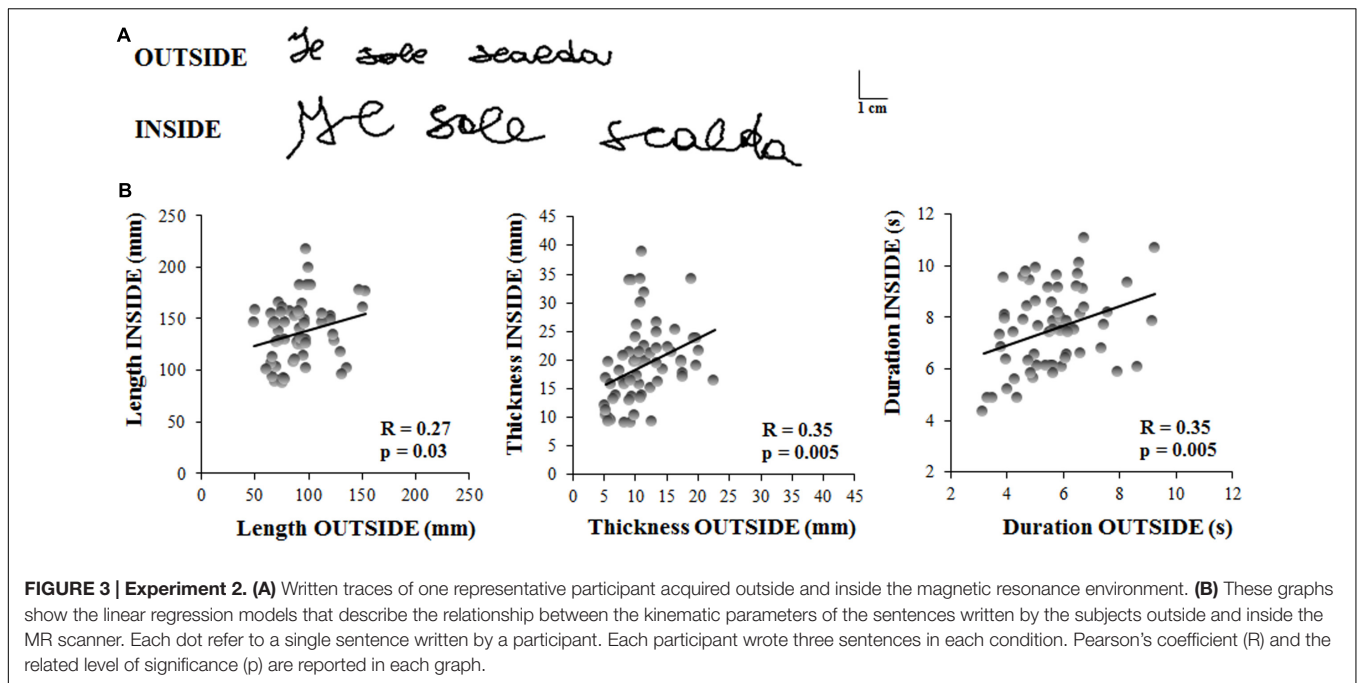 A
OUTSIDE Il sole scalda
INSIDE Il sole scalda
1 cm
B
Length INSIDE (mm)
250
200
150
100
50
0
0 50 100 150 200 250
Length OUTSIDE (mm)
R = 0.27
p = 0.03
Thickness INSIDE (mm)
45
40
35
30
25
20
15
10
5
0
0 5 10 15 20 25 30 35 40 45
Thickness OUTSIDE (mm)
R = 0.35
p = 0.005
Duration INSIDE (s)
12
10
8
6
4
2
2 4 6 8 10 12
Duration OUTSIDE (s)
R = 0.35
p = 0.005
FIGURE 3 | Experiment 2. (A) Written traces of one representative participant acquired outside and inside the magnetic resonance environment. (B) These graphs
show the linear regression models that describe the relationship between the kinematic parameters of the sentences written by the subjects outside and inside the
MR scanner. Each dot refer to a single sentence written by a participant. Each participant wrote three sentences in each condition. Pearson's coefficient (R) and the
related level of significance (p) are reported in each graph.